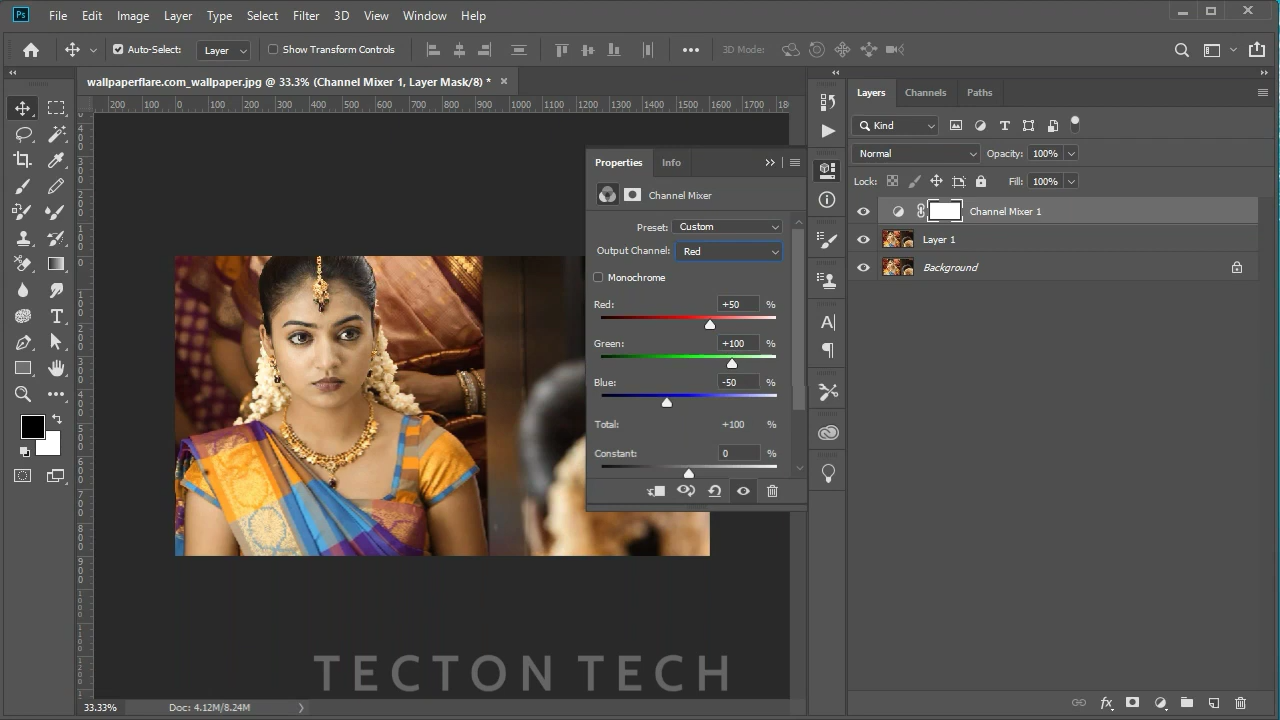 Ps File Edit Image Layer Type Select Filter 3D View Window Help
Auto-Select: Layer Show Transform Controls 3D Mode:
wallpaperflare.com_wallpaper.jpg @ 33.3% (Channel Mixer 1, Layer Mask/8) * ×
200 100 0 100 200 300 400 500 600 700 800 900 1000 1100 1200 1300 1400 1500 1600 1700 180
Properties Info
Channel Mixer
Preset: Custom
Output Channel: Red
Monochrome
Red: +50 %
Green: +100 %
Blue: -50 %
Total: +100 %
Constant: 0 %
Layers Channels Paths
Kind
Normal Opacity: 100%
Lock: Fill: 100%
Channel Mixer 1
Layer 1
Background
TECTON TECH
33.33% Doc: 4.12M/8.24M